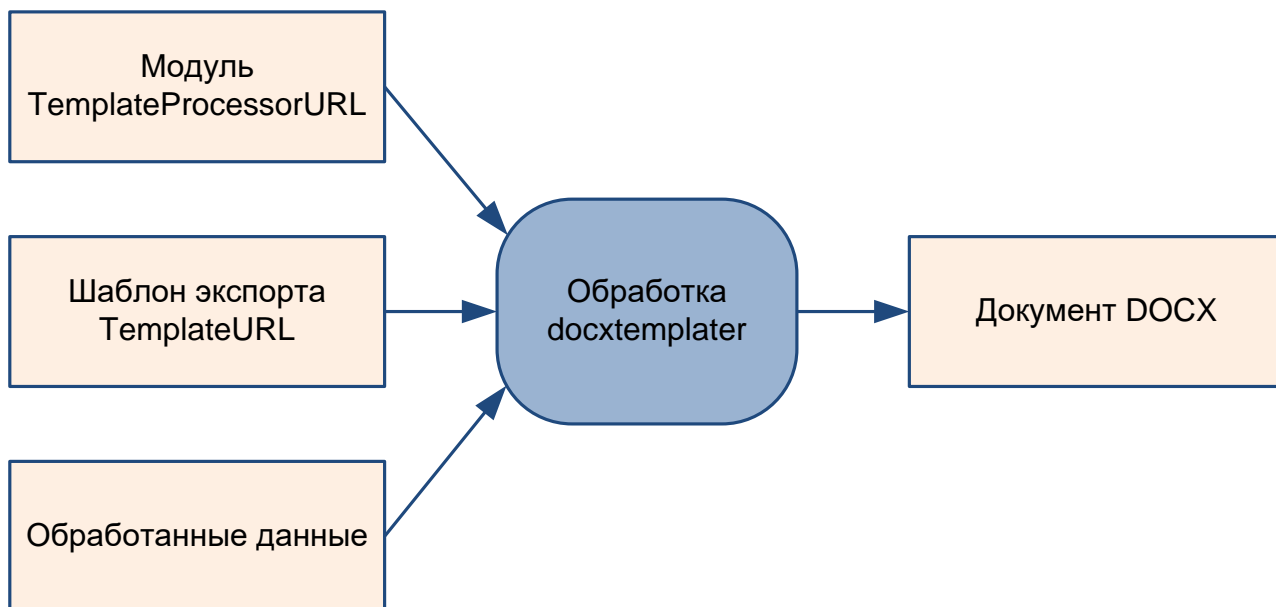 Модуль
TemplateProcessorURL
Шаблон экспорта
TemplateURL
Обработанные данные
Обработка
docxtemplater
Документ DOCX